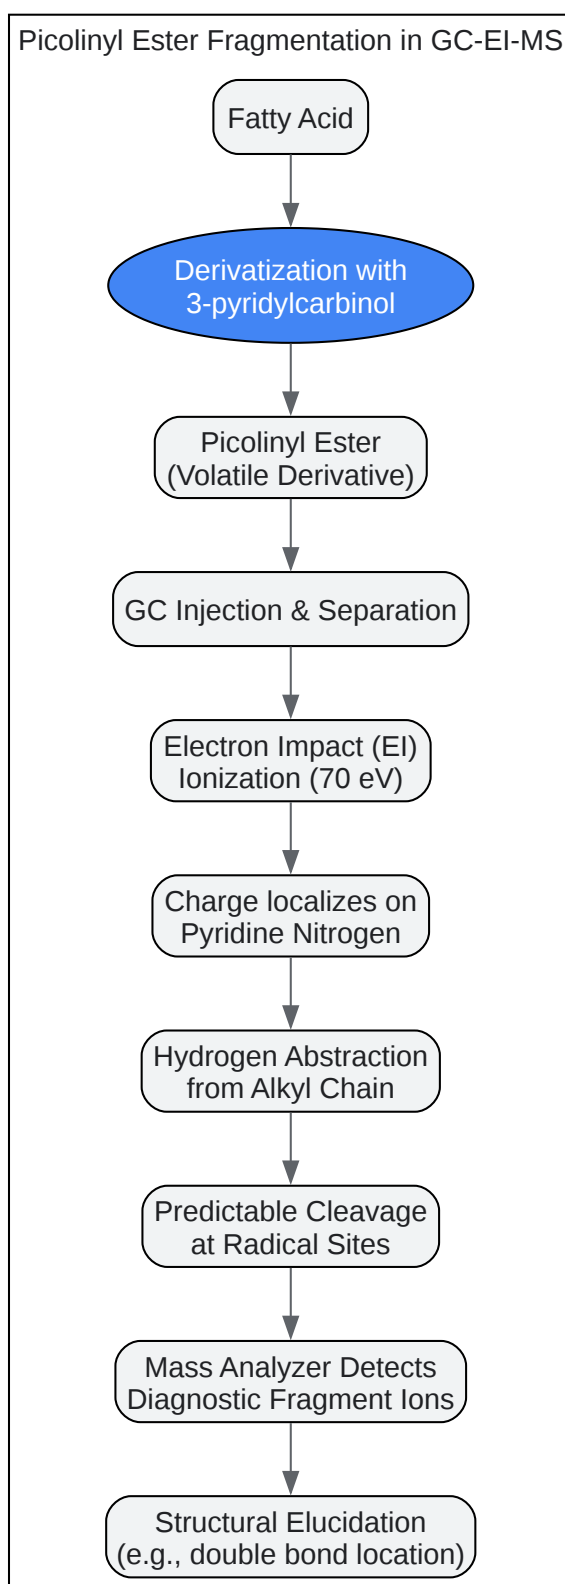 Picolinyl Ester Fragmentation in GC-EI-MS
Fatty Acid
Derivatization with
3-pyridylcarbinol
Picolinyl Ester
(Volatile Derivative)
GC Injection & Separation
Electron Impact (EI)
Ionization (70 eV)
Charge localizes on
Pyridine Nitrogen
Hydrogen Abstraction
from Alkyl Chain
Predictable Cleavage
at Radical Sites
Mass Analyzer Detects
Diagnostic Fragment Ions
Structural Elucidation
(e.g., double bond location)